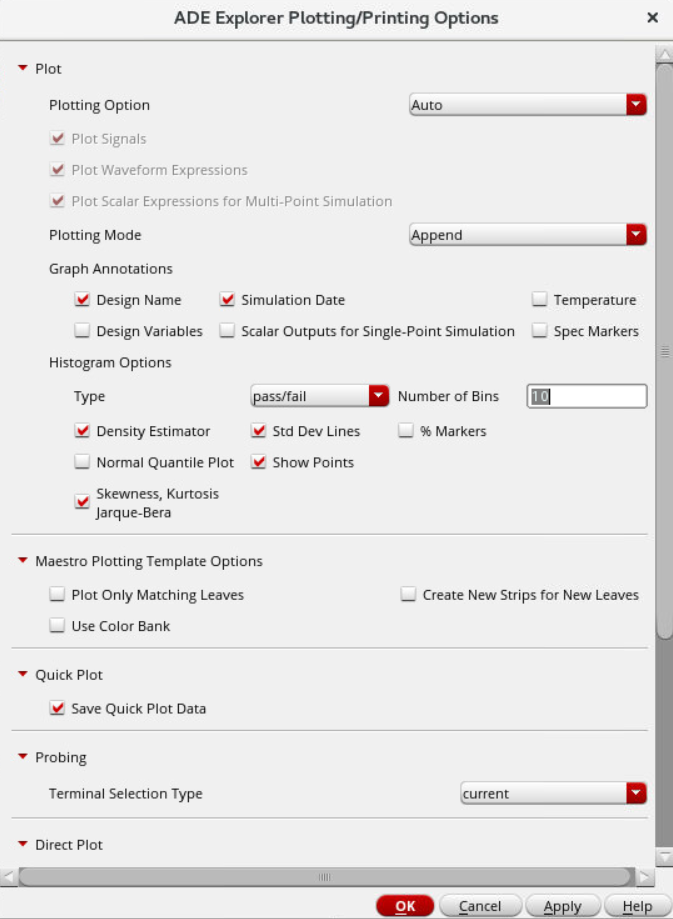 ADE Explorer Plotting/Printing Options
Plot
Plotting Option Auto
Plot Signals
Plot Waveform Expressions
Plot Scalar Expressions for Multi-Point Simulation
Plotting Mode Append
Graph Annotations
Design Name Simulation Date Temperature
Design Variables Scalar Outputs for Single-Point Simulation Spec Markers
Histogram Options
Type pass/fail Number of Bins 10
Density Estimator Std Dev Lines % Markers
Normal Quantile Plot Show Points
Skewness, Kurtosis
Jarque-Bera
Maestro Plotting Template Options
Plot Only Matching Leaves Create New Strips for New Leaves
Use Color Bank
Quick Plot
Save Quick Plot Data
Probing
Terminal Selection Type current
Direct Plot
OK Cancel Apply Help